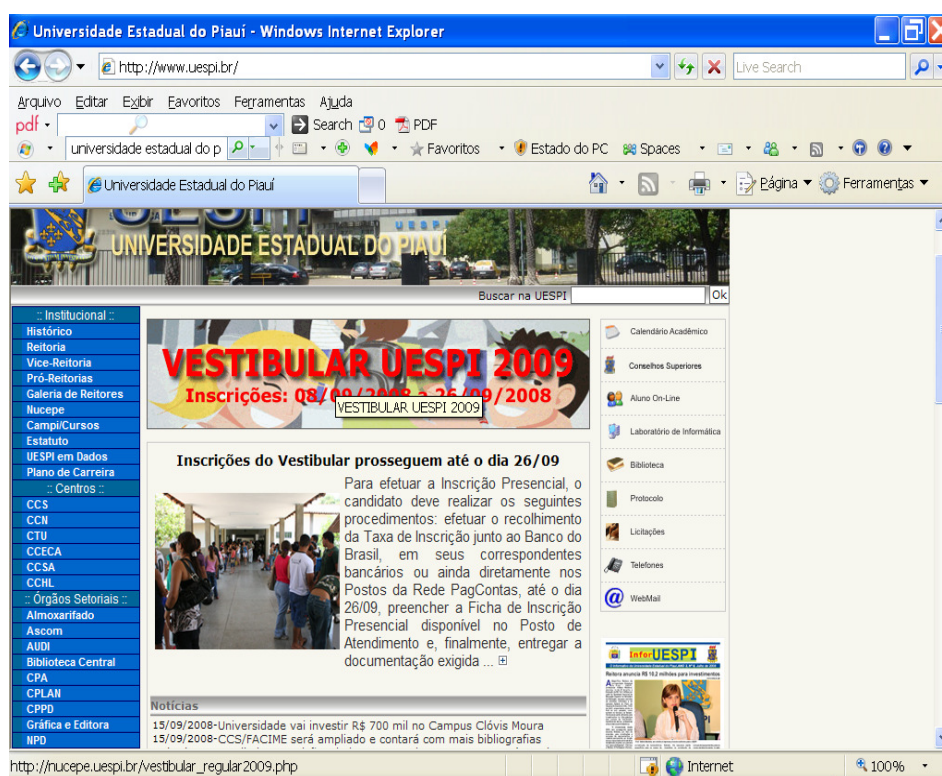 Universidade Estadual do Piauí - Windows Internet Explorer
http://www.uespi.br/
Live Search
Arquivo Editar Exibir Favoritos Ferramentas Ajuda
pdf
Search 0 PDF
universidade estadual do p
Favoritos Estado do PC Spaces
Universidade Estadual do Piauí
Página Ferramentas
UESPI
UNIVERSIDADE ESTADUAL DO PIAUÍ
Buscar na UESPI Ok
:: Institucional ::
Histórico
Reitoria
Vice-Reitoria
Pró-Reitorias
Galeria de Reitores
Nucepe
Campi/Cursos
Estatuto
UESPI em Dados
Plano de Carreira
:: Centros ::
CCS
CCN
CTU
CCECA
CCSA
CCHL
:: Órgãos Setoriais ::
Almoxarifado
Ascom
AUDI
Biblioteca Central
CPA
CPLAN
CPPD
Gráfica e Editora
NPD
VESTIBULAR UESPI 2009
Inscrições: 08/09/2008 a 26/09/2008
VESTIBULAR UESPI 2009
Inscrições do Vestibular prosseguem até o dia 26/09
Para efetuar a Inscrição Presencial, o
candidato deve realizar os seguintes
procedimentos: efetuar o recolhimento
da Taxa de Inscrição junto ao Banco do
Brasil, em seus correspondentes
bancários ou ainda diretamente nos
Postos da Rede PagContas, até o dia
26/09, preencher a Ficha de Inscrição
Presencial disponível no Posto de
Atendimento e, finalmente, entregar a
documentação exigida ...
Notícias
15/09/2008-Universidade vai investir R$ 700 mil no Campus Clóvis Moura
15/09/2008-CCS/FACIME será ampliado e contará com mais bibliografias
Calendário Acadêmico
Conselhos Superiores
Aluno On-Line
Laboratório de Informática
Biblioteca
Protocolo
Licitações
Telefones
WebMail
InforUESPI
Reitora anuncia R$ 10,2 milhões para investimentos
http://nucepe.uespi.br/vestibular_regular2009.php
Internet
100%